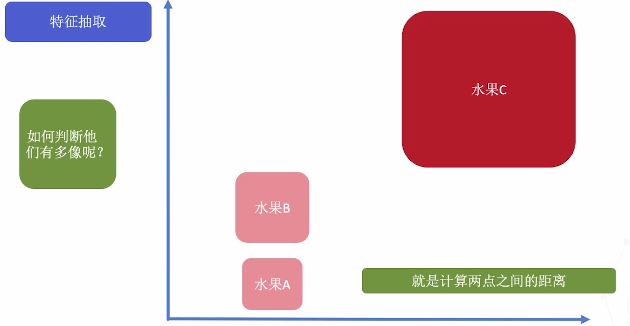 特征抽取
水果C
如何判断他
们有多像呢？
水果B
水果A
就是计算两点之间的距离